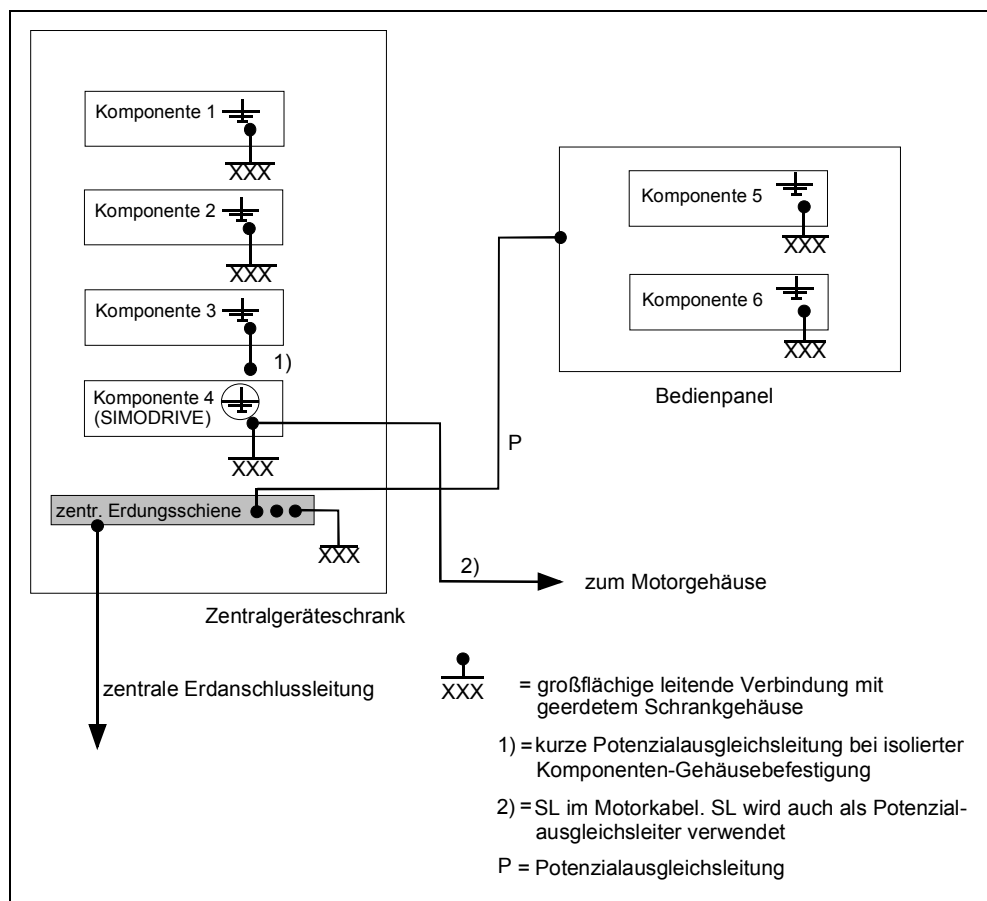 Komponente 1
XXX
Komponente 2
XXX
Komponente 3
1)
Komponente 4
(SIMODRIVE)
XXX
zentr. Erdungsschiene
XXX
Zentralgeräteschrank
zentrale Erdanschlussleitung
Komponente 5
XXX
Komponente 6
XXX
Bedienpanel
P
2)
zum Motorgehäuse
XXX
= großflächige leitende Verbindung mit
geerdetem Schrankgehäuse
1) = kurze Potenzialausgleichsleitung bei isolierter
Komponenten-Gehäusebefestigung
2) = SL im Motorkabel. SL wird auch als Potenzial-
ausgleichsleiter verwendet
P = Potenzialausgleichsleitung